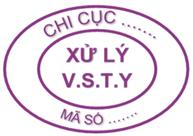 CHI CỤC .......
XỬ LÝ
V.S.T.Y
MÃ SỐ .......